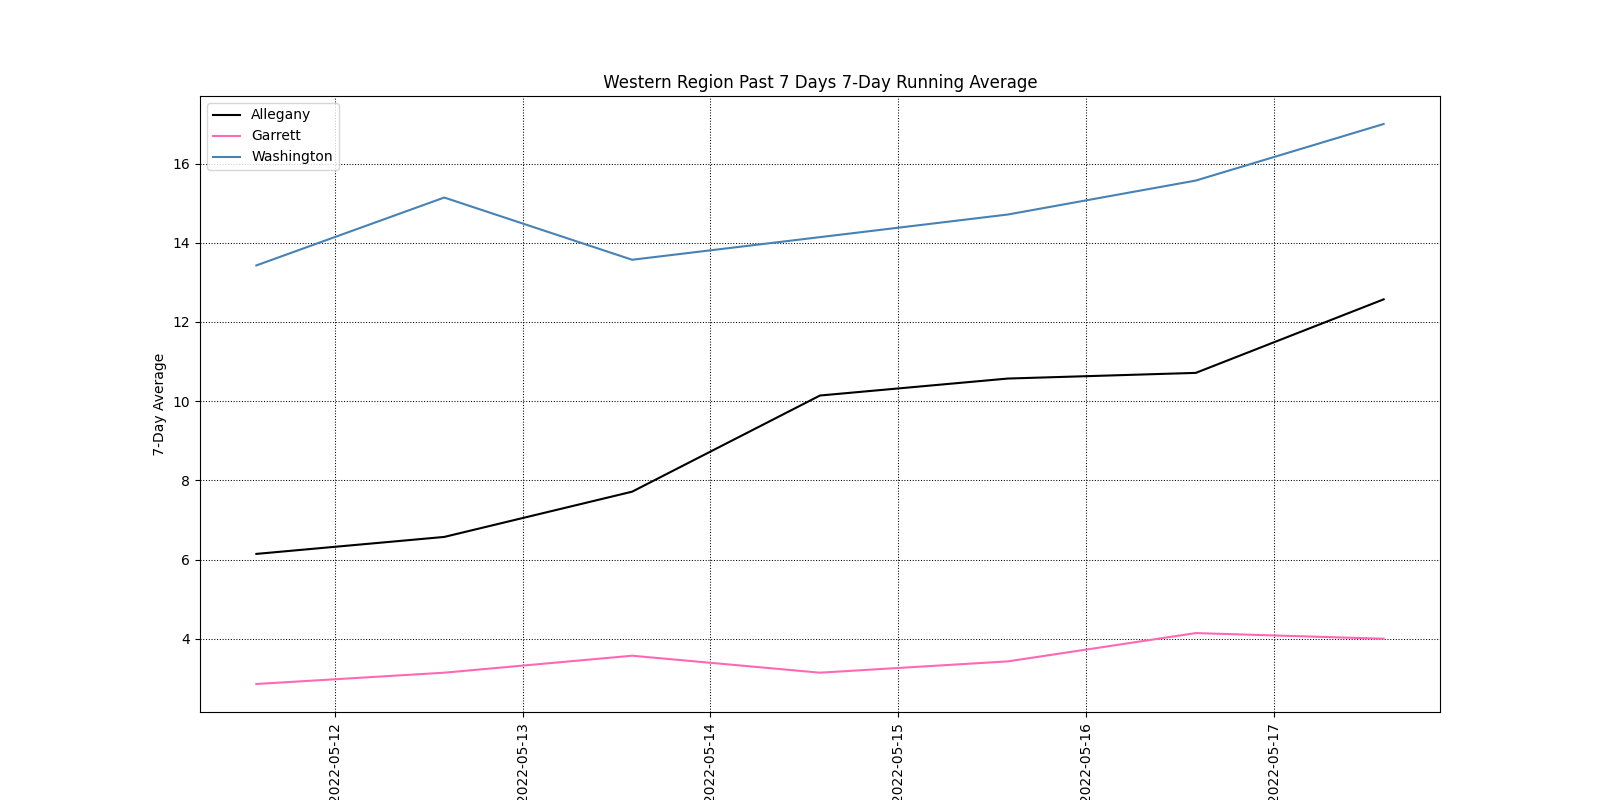 Western Region Past 7 Days 7-Day Running Average
Allegany
Garrett
Washington
16
14
12
10
8
6
4
7-Day Average
2022-05-12
2022-05-13
2022-05-14
2022-05-15
2022-05-16
2022-05-17